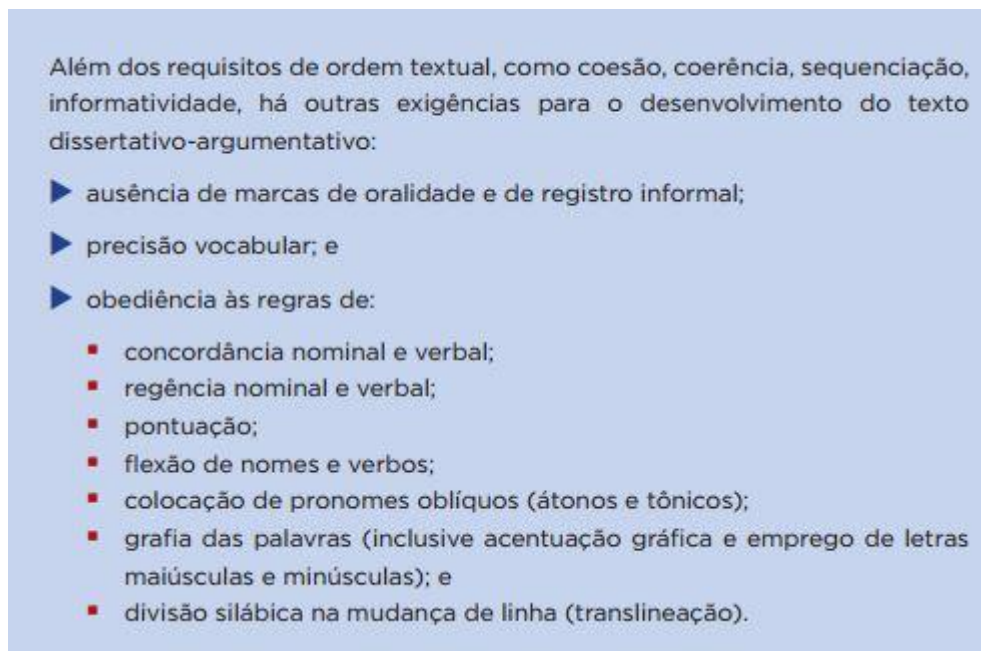 Além dos requisitos de ordem textual, como coesão, coerência, sequenciação,
informatividade, há outras exigências para o desenvolvimento do texto
dissertativo-argumentativo:
▶ ausência de marcas de oralidade e de registro informal;
▶ precisão vocabular; e
▶ obediência às regras de:
▪ concordância nominal e verbal;
▪ regência nominal e verbal;
▪ pontuação;
▪ flexão de nomes e verbos;
▪ colocação de pronomes oblíquos (átonos e tônicos);
▪ grafia das palavras (inclusive acentuação gráfica e emprego de letras
maiúsculas e minúsculas); e
▪ divisão silábica na mudança de linha (translineação).